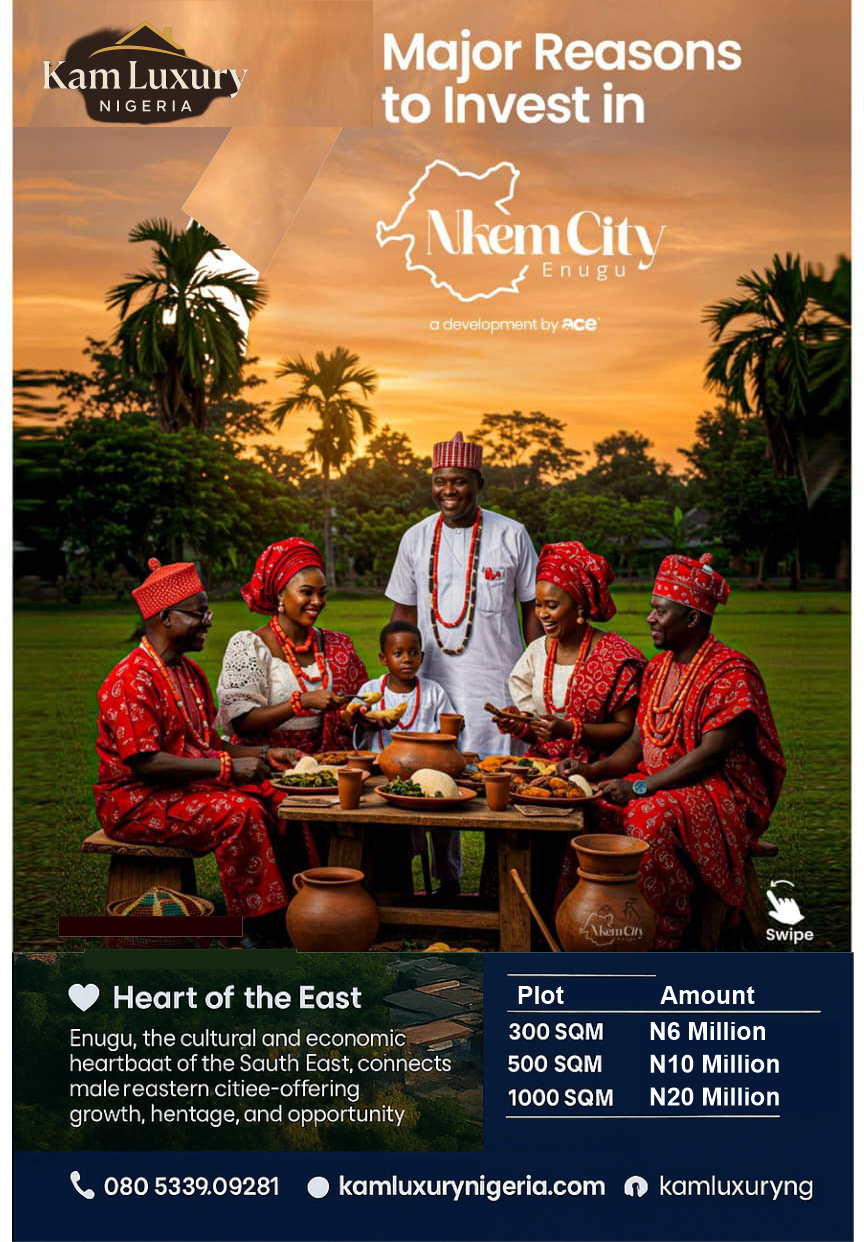 Kam Luxury
NIGERIA
Major Reasons
to Invest in
Nkèm City
Enugu
a development by ace
Nkem City
Swipe
Heart of the East
Enugu, the cultural and economic
heartbaat of the Sauth East, connects
male reastern citiee-offering
growth, hentage, and opportunity
Plot Amount
300 SQM N6 Million
500 SQM N10 Million
1000 SQM N20 Million
080 5339.09281 kamluxurynigeria.com kamluxuryng